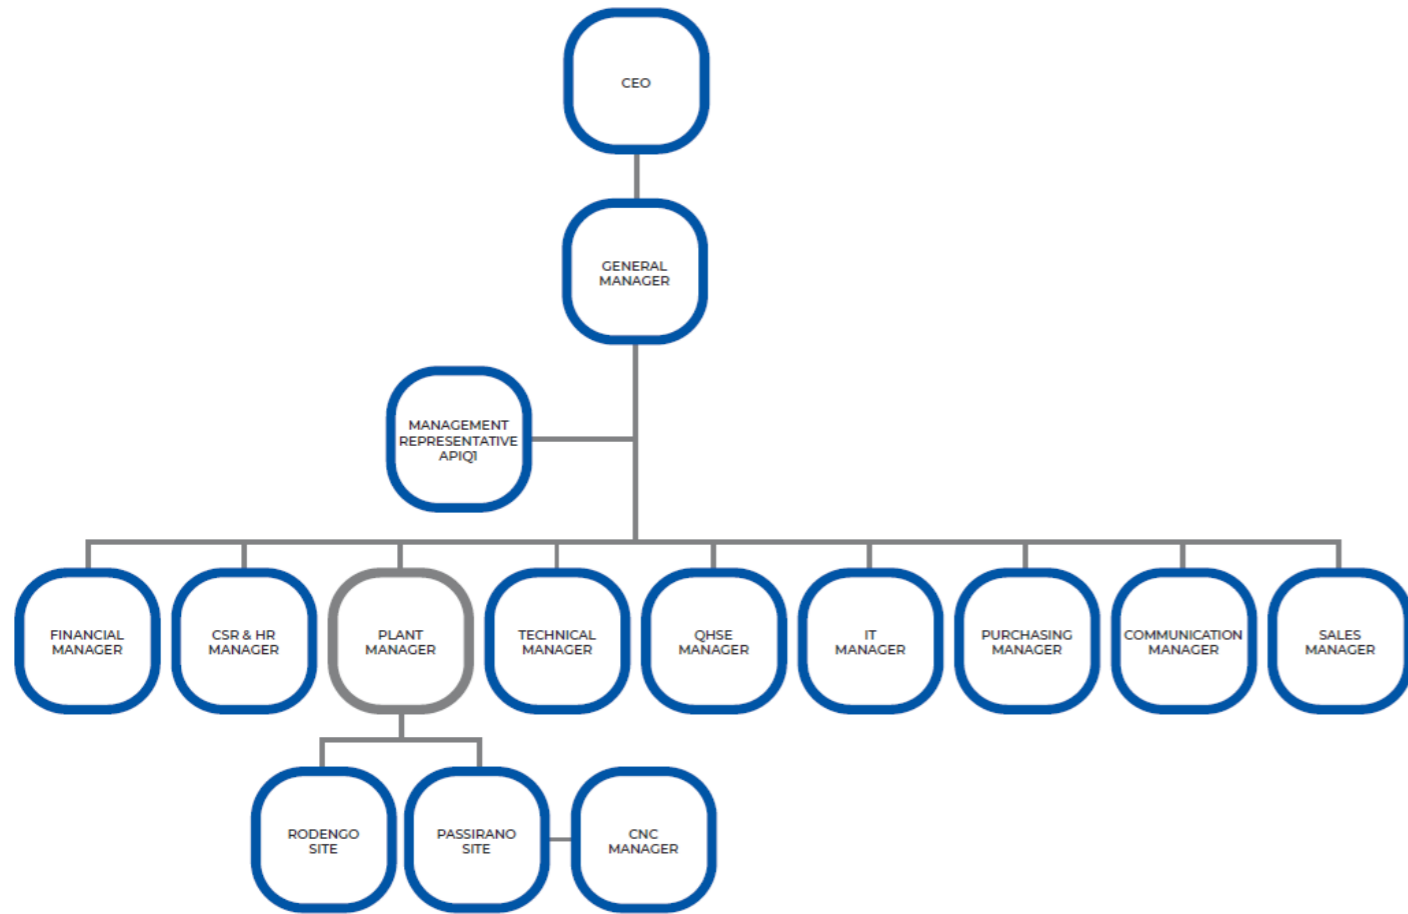 CEO
GENERAL
MANAGER
MANAGEMENT
REPRESENTATIVE
APIQ1
FINANCIAL
MANAGER
CSR & HR
MANAGER
PLANT
MANAGER
TECHNICAL
MANAGER
QHSE
MANAGER
IT
MANAGER
PURCHASING
MANAGER
COMMUNICATION
MANAGER
SALES
MANAGER
RODENGO
SITE
PASSIRANO
SITE
CNC
MANAGER